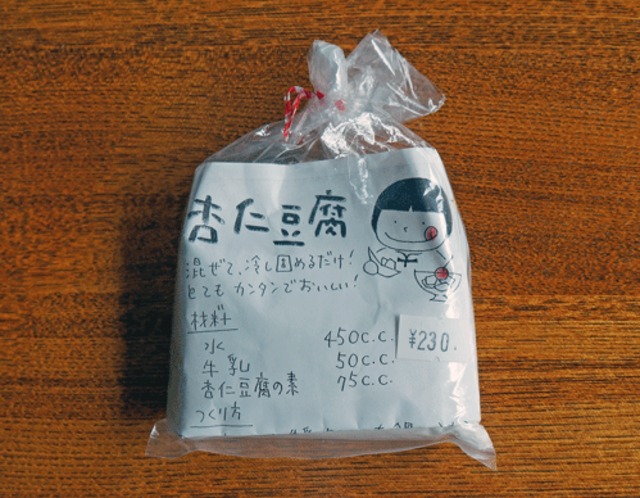 杏仁豆腐
混ぜて、冷し固めるだけ!
とても カンタンでおいしい!
材料
水 450c.c.
牛乳 50c.c.
杏仁豆腐の素 75c.c.
¥230.
つくり方